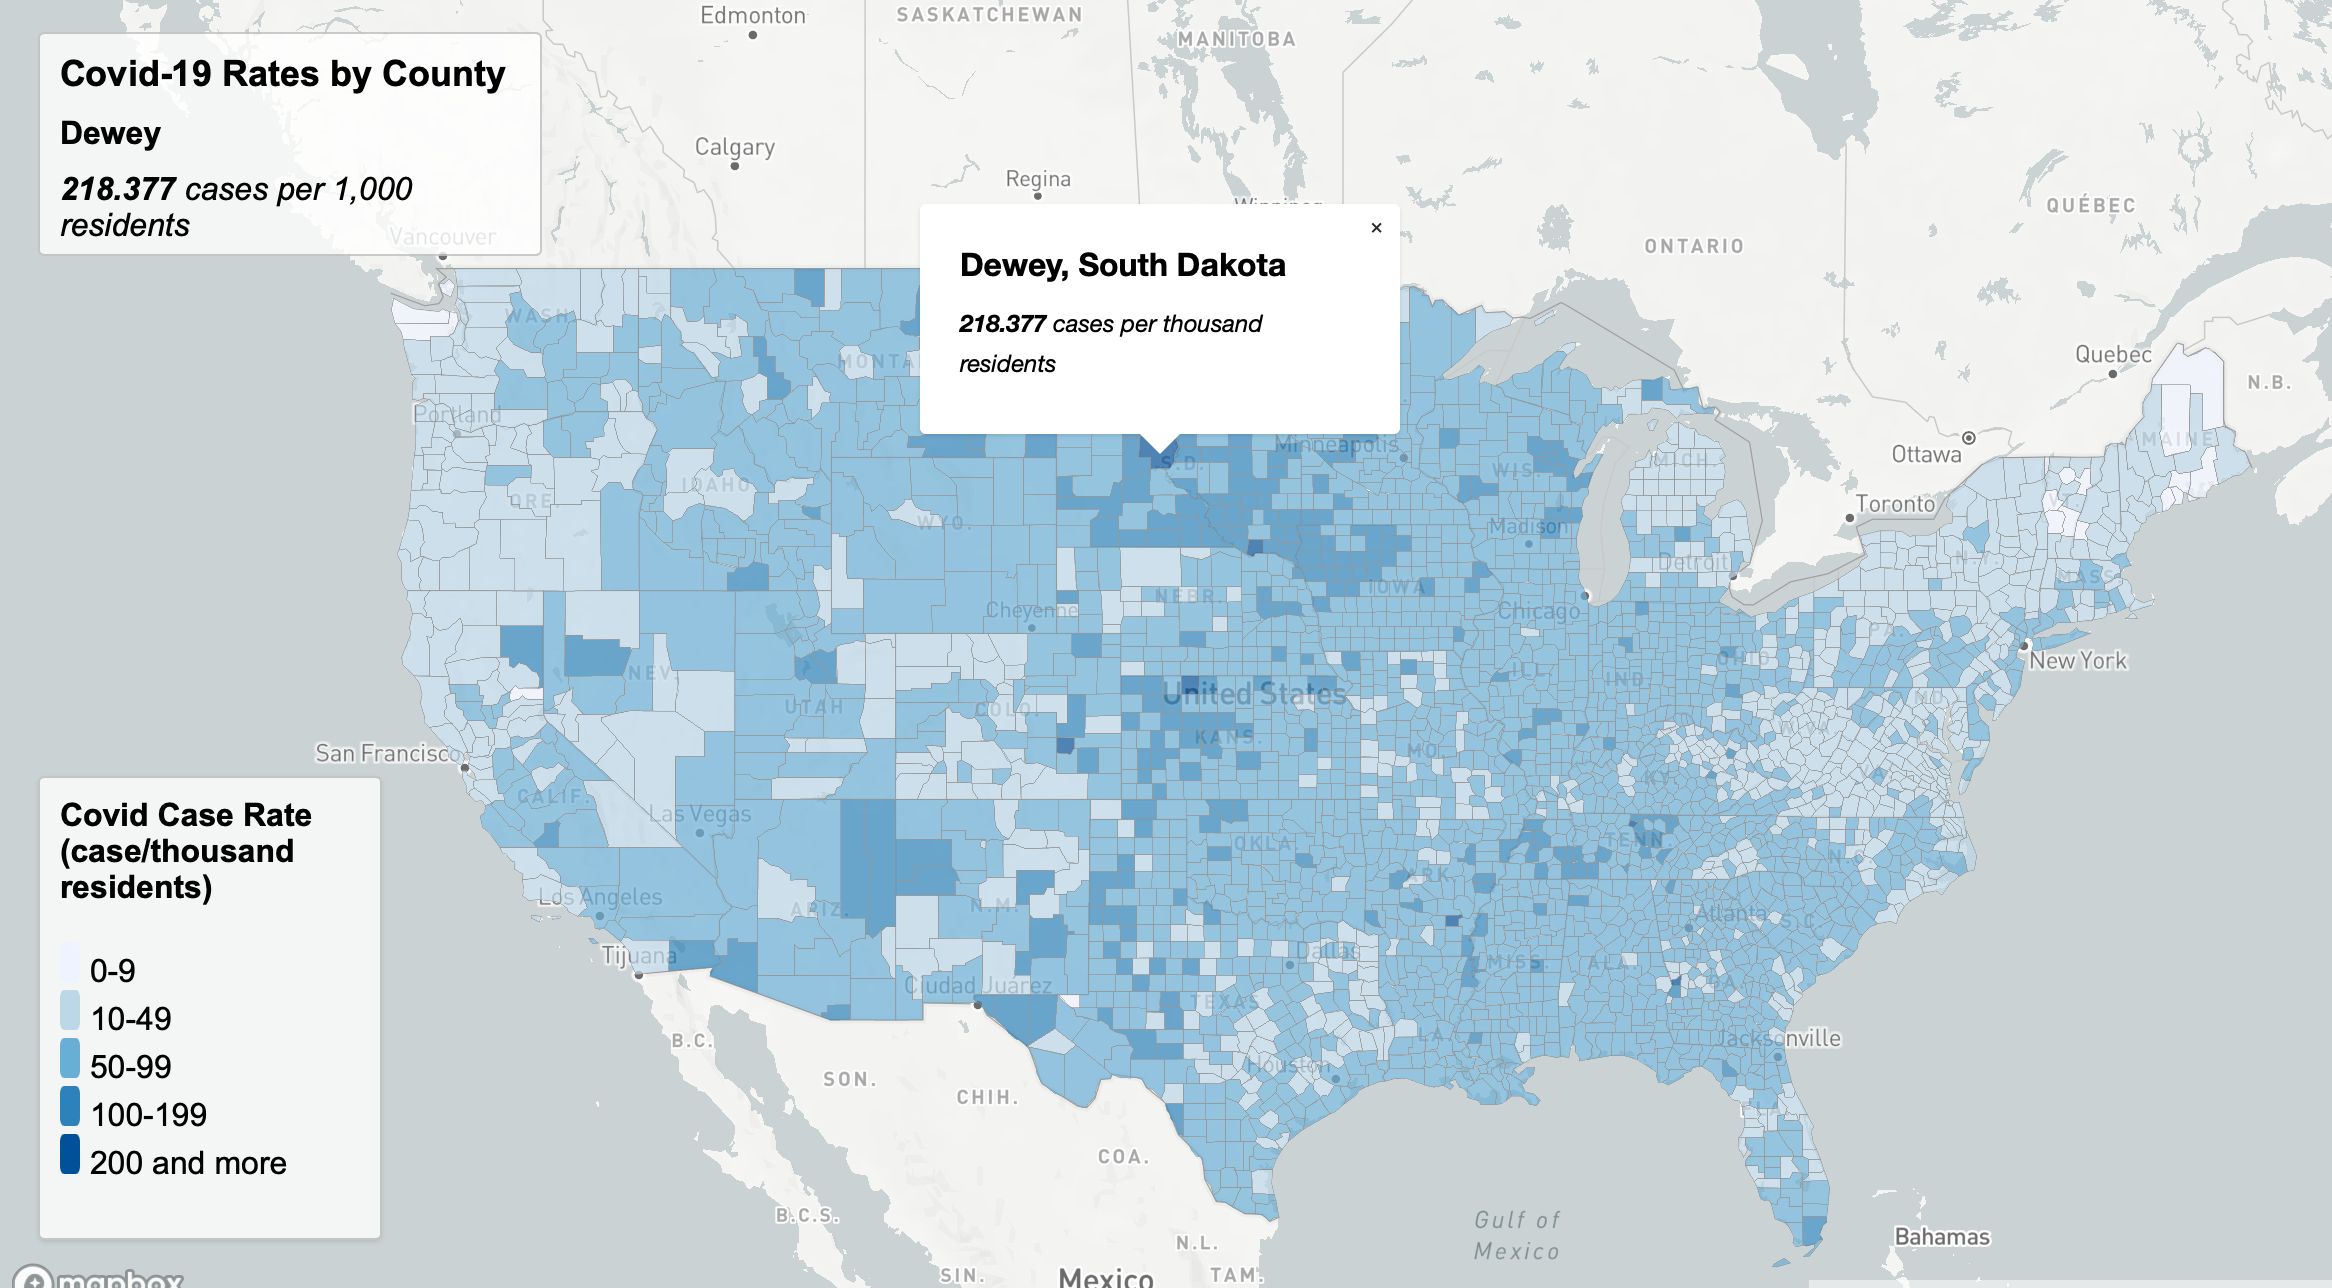 Covid-19 Rates by County
Dewey
218.377 cases per 1,000
residents
Edmonton
SASKATCHEWAN
MANITOBA
Calgary
Regina
Vancouver
QUÉBEC
ONTARIO
×
Dewey, South Dakota
218.377 cases per thousand
residents
Quebec
N.B.
WASH.
MONTA
Portland
MAINE
Ottawa
Minneapolis
S.D.
WIS.
MICH.
IDAHO
ORE.
WYO.
Toronto
VT.
Madison
Detroit
N.Y.
MASS.
IOWA
NEBR.
Cheyenne
Chicago
PA.
New York
OHIO
NEV.
UTAH
COLO.
United States
ILL.
IND.
MD.
W.VA.
San Francisco
KANS.
MO.
KY.
VA.
CALIF.
Las Vegas
OKLA.
TENN.
N.C.
ARK.
Los Angeles
ARIZ.
N.M.
Atlanta
S.C.
Tijuana
Dallas
MISS.
ALA.
GA.
Ciudad Juárez
TEXAS
LA.
Jacksonville
B.C.
Houston
SON.
CHIH.
FLA.
COA.
B.C.S.
Gulf of
Mexico
N.L.
Bahamas
SIN.
Mexico
TAM.
Covid Case Rate
(case/thousand
residents)
0-9
10-49
50-99
100-199
200 and more
mapbox